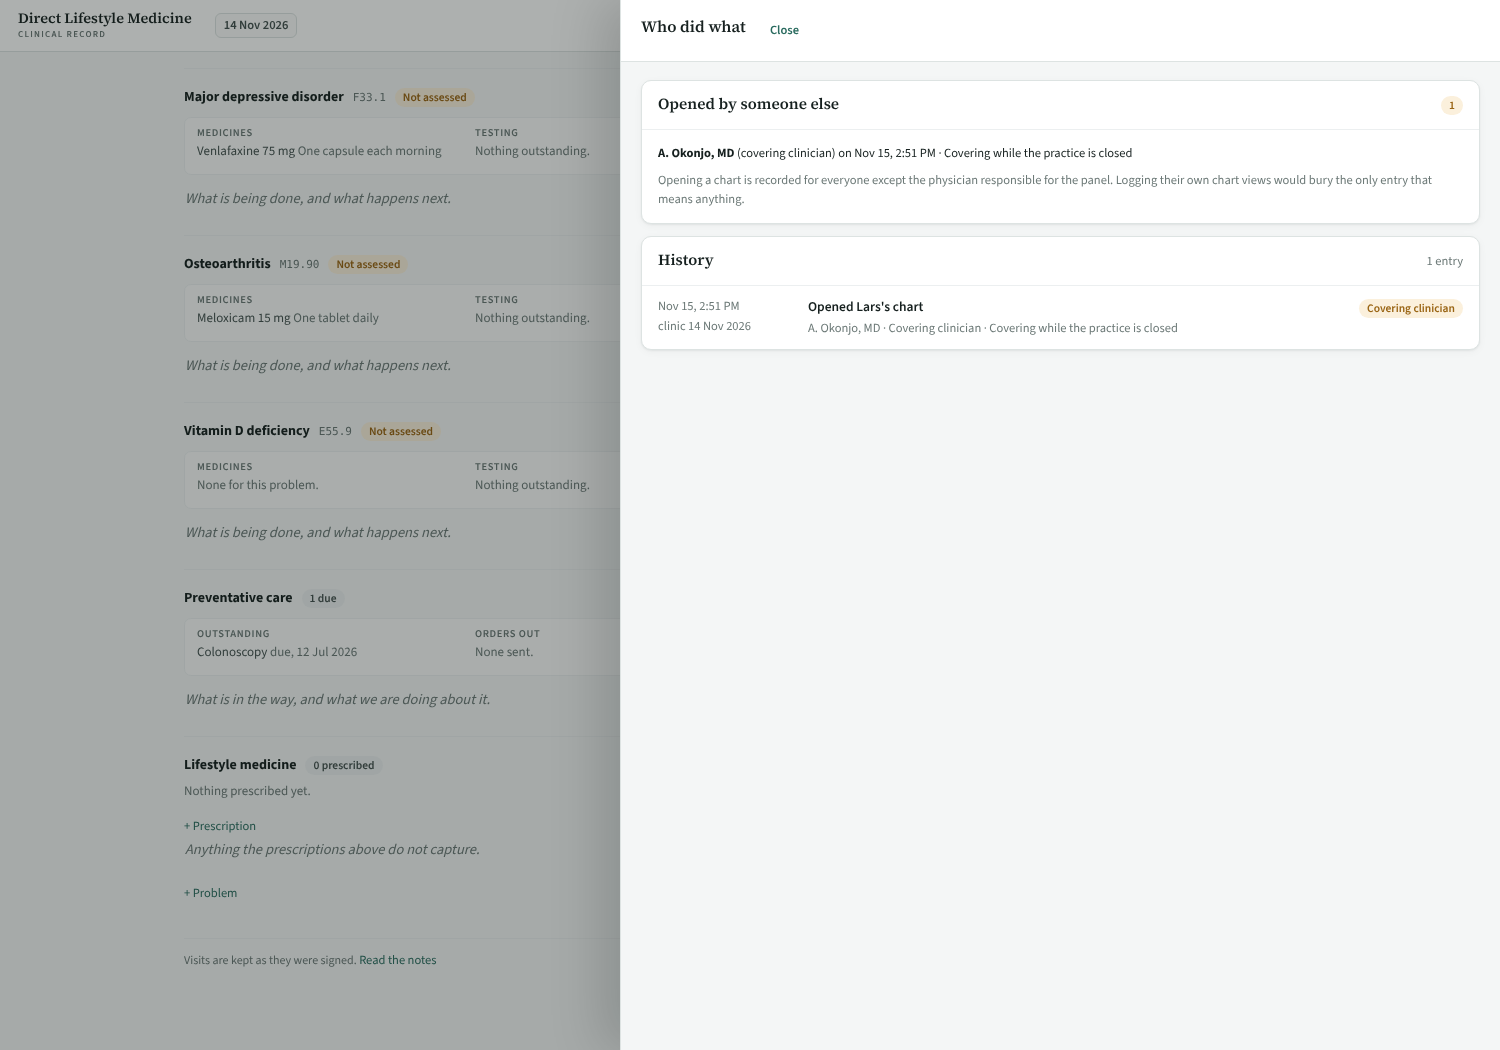 Direct Lifestyle Medicine
CLINICAL RECORD
14 Nov 2026
Major depressive disorder F33.1 Not assessed
MEDICINES TESTING
Venlafaxine 75 mg One capsule each morning Nothing outstanding.
What is being done, and what happens next.
Osteoarthritis M19.90 Not assessed
MEDICINES TESTING
Meloxicam 15 mg One tablet daily Nothing outstanding.
What is being done, and what happens next.
Vitamin D deficiency E55.9 Not assessed
MEDICINES TESTING
None for this problem. Nothing outstanding.
What is being done, and what happens next.
Preventative care 1 due
OUTSTANDING ORDERS OUT
Colonoscopy due, 12 Jul 2026 None sent.
What is in the way, and what we are doing about it.
Lifestyle medicine 0 prescribed
Nothing prescribed yet.
+ Prescription
Anything the prescriptions above do not capture.
+ Problem
Visits are kept as they were signed. Read the notes
Who did what Close
Opened by someone else 1
A. Okonjo, MD (covering clinician) on Nov 15, 2:51 PM · Covering while the practice is closed
Opening a chart is recorded for everyone except the physician responsible for the panel. Logging their own chart views would bury the only entry that
means anything.
History 1 entry
Nov 15, 2:51 PM Opened Lars's chart Covering clinician
clinic 14 Nov 2026 A. Okonjo, MD · Covering clinician · Covering while the practice is closed